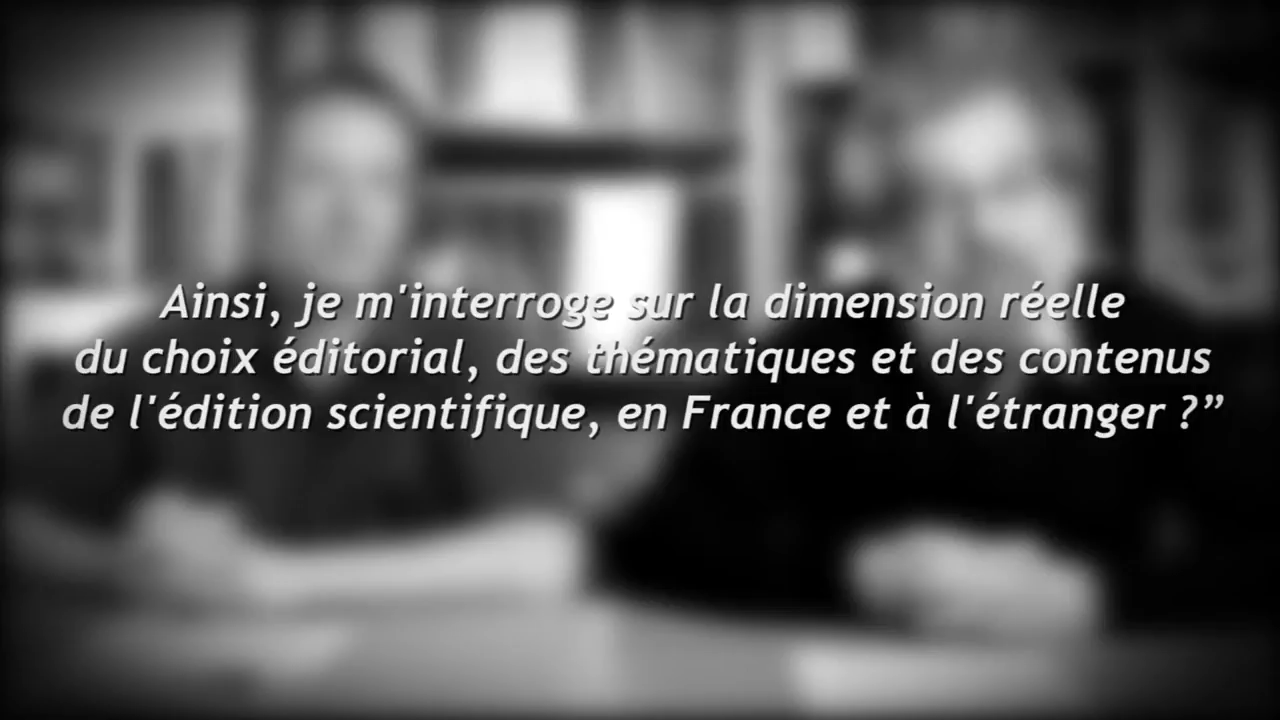 Ainsi, je m'interroge sur la dimension réelle
du choix éditorial, des thématiques et des contenus
de l'édition scientifique, en France et à l'étranger ?”